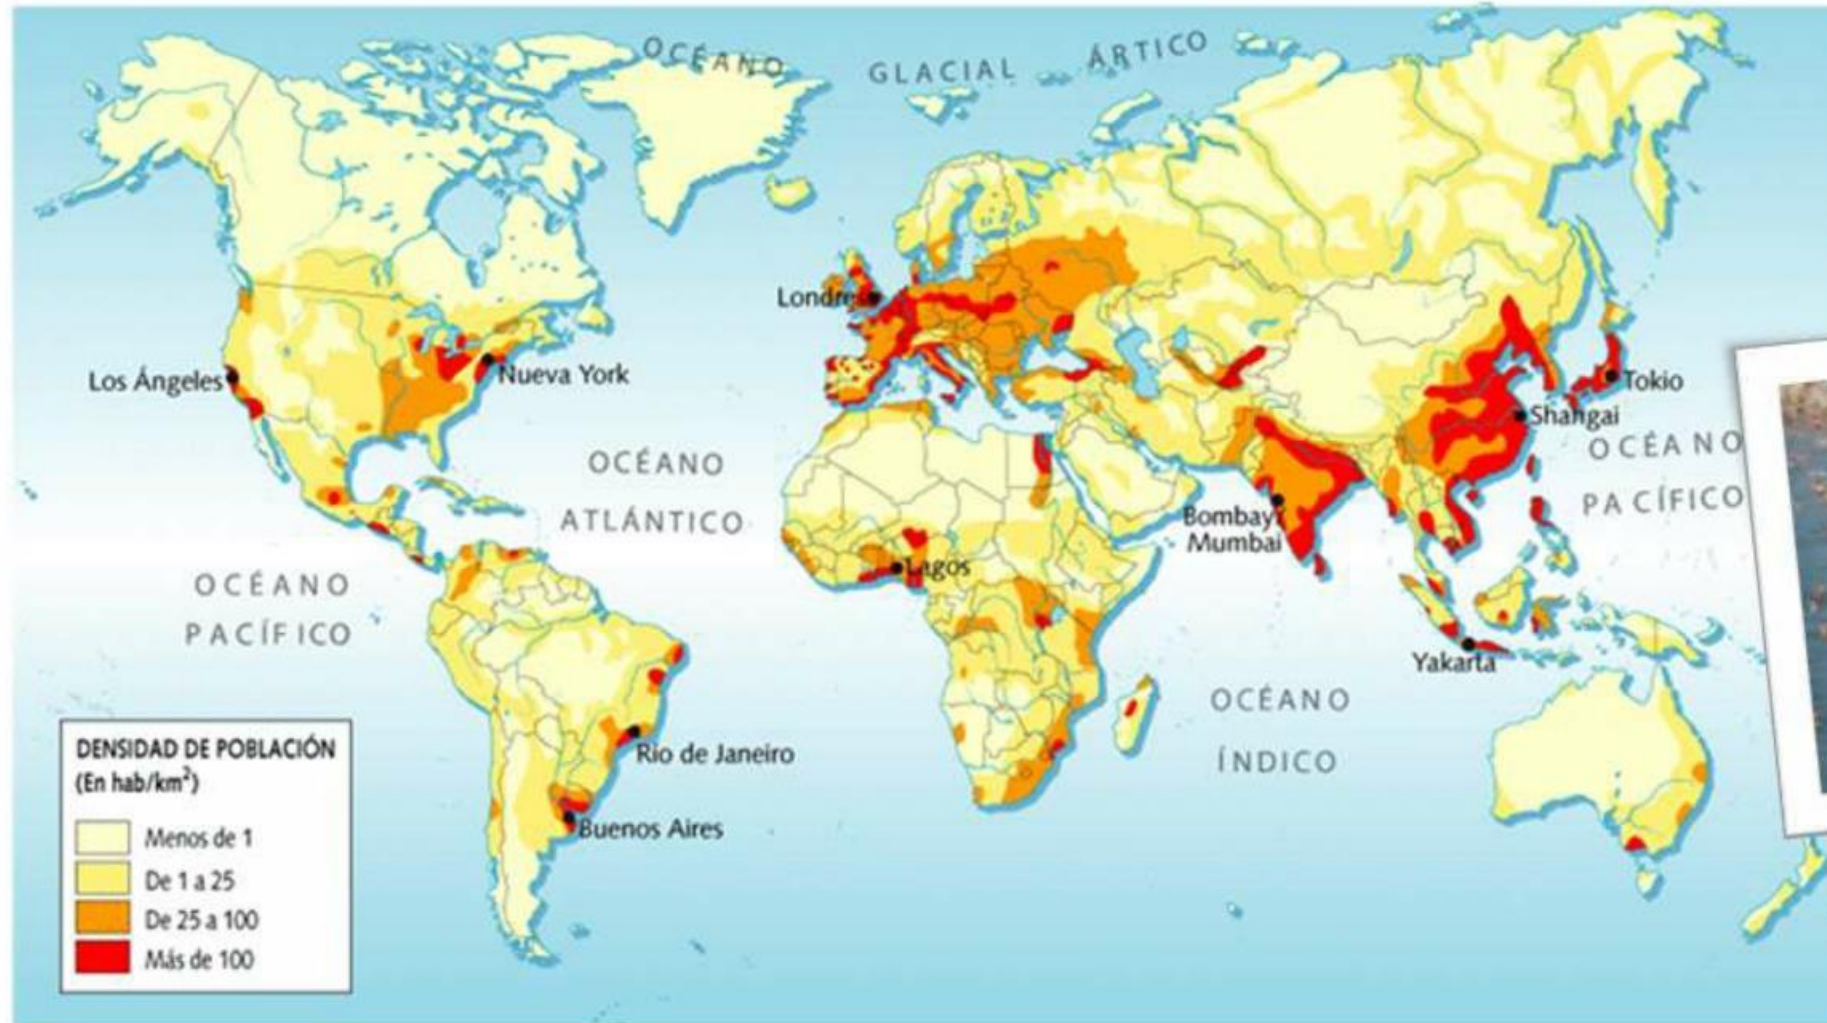 OCÉANO
GLACIAL
ÁRTICO
Londres
Los Ángeles
Nueva York
Tokio
Shangai
OCÉANO
PACÍFICO
OCÉANO
ATLÁNTICO
Bombay
Mumbai
Lagos
OCÉANO
PACÍFICO
Yakarta
OCÉANO
ÍNDICO
Rio de Janeiro
Buenos Aires
DENSIDAD DE POBLACIÓN
(En hab/km²)
Menos de 1
De 1 a 25
De 25 a 100
Más de 100